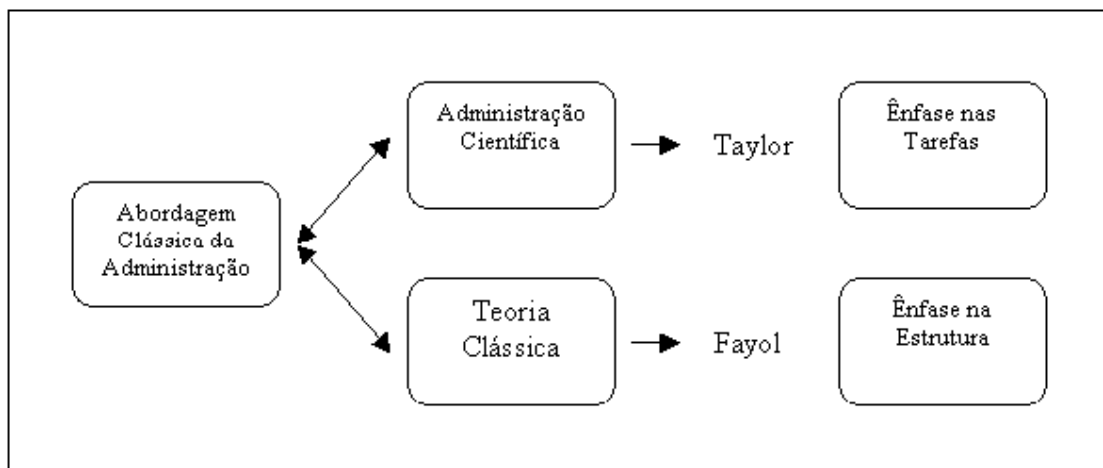 Abordagem
Clássica da
Administração
Administração
Científica
Taylor
Ênfase nas
Tarefas
Teoria
Clássica
Fayol
Ênfase na
Estrutura